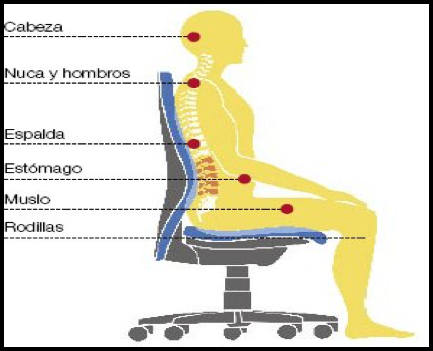 Cabeza
Nuca y hombros
Espalda
Estómago
Muslo
Rodillas